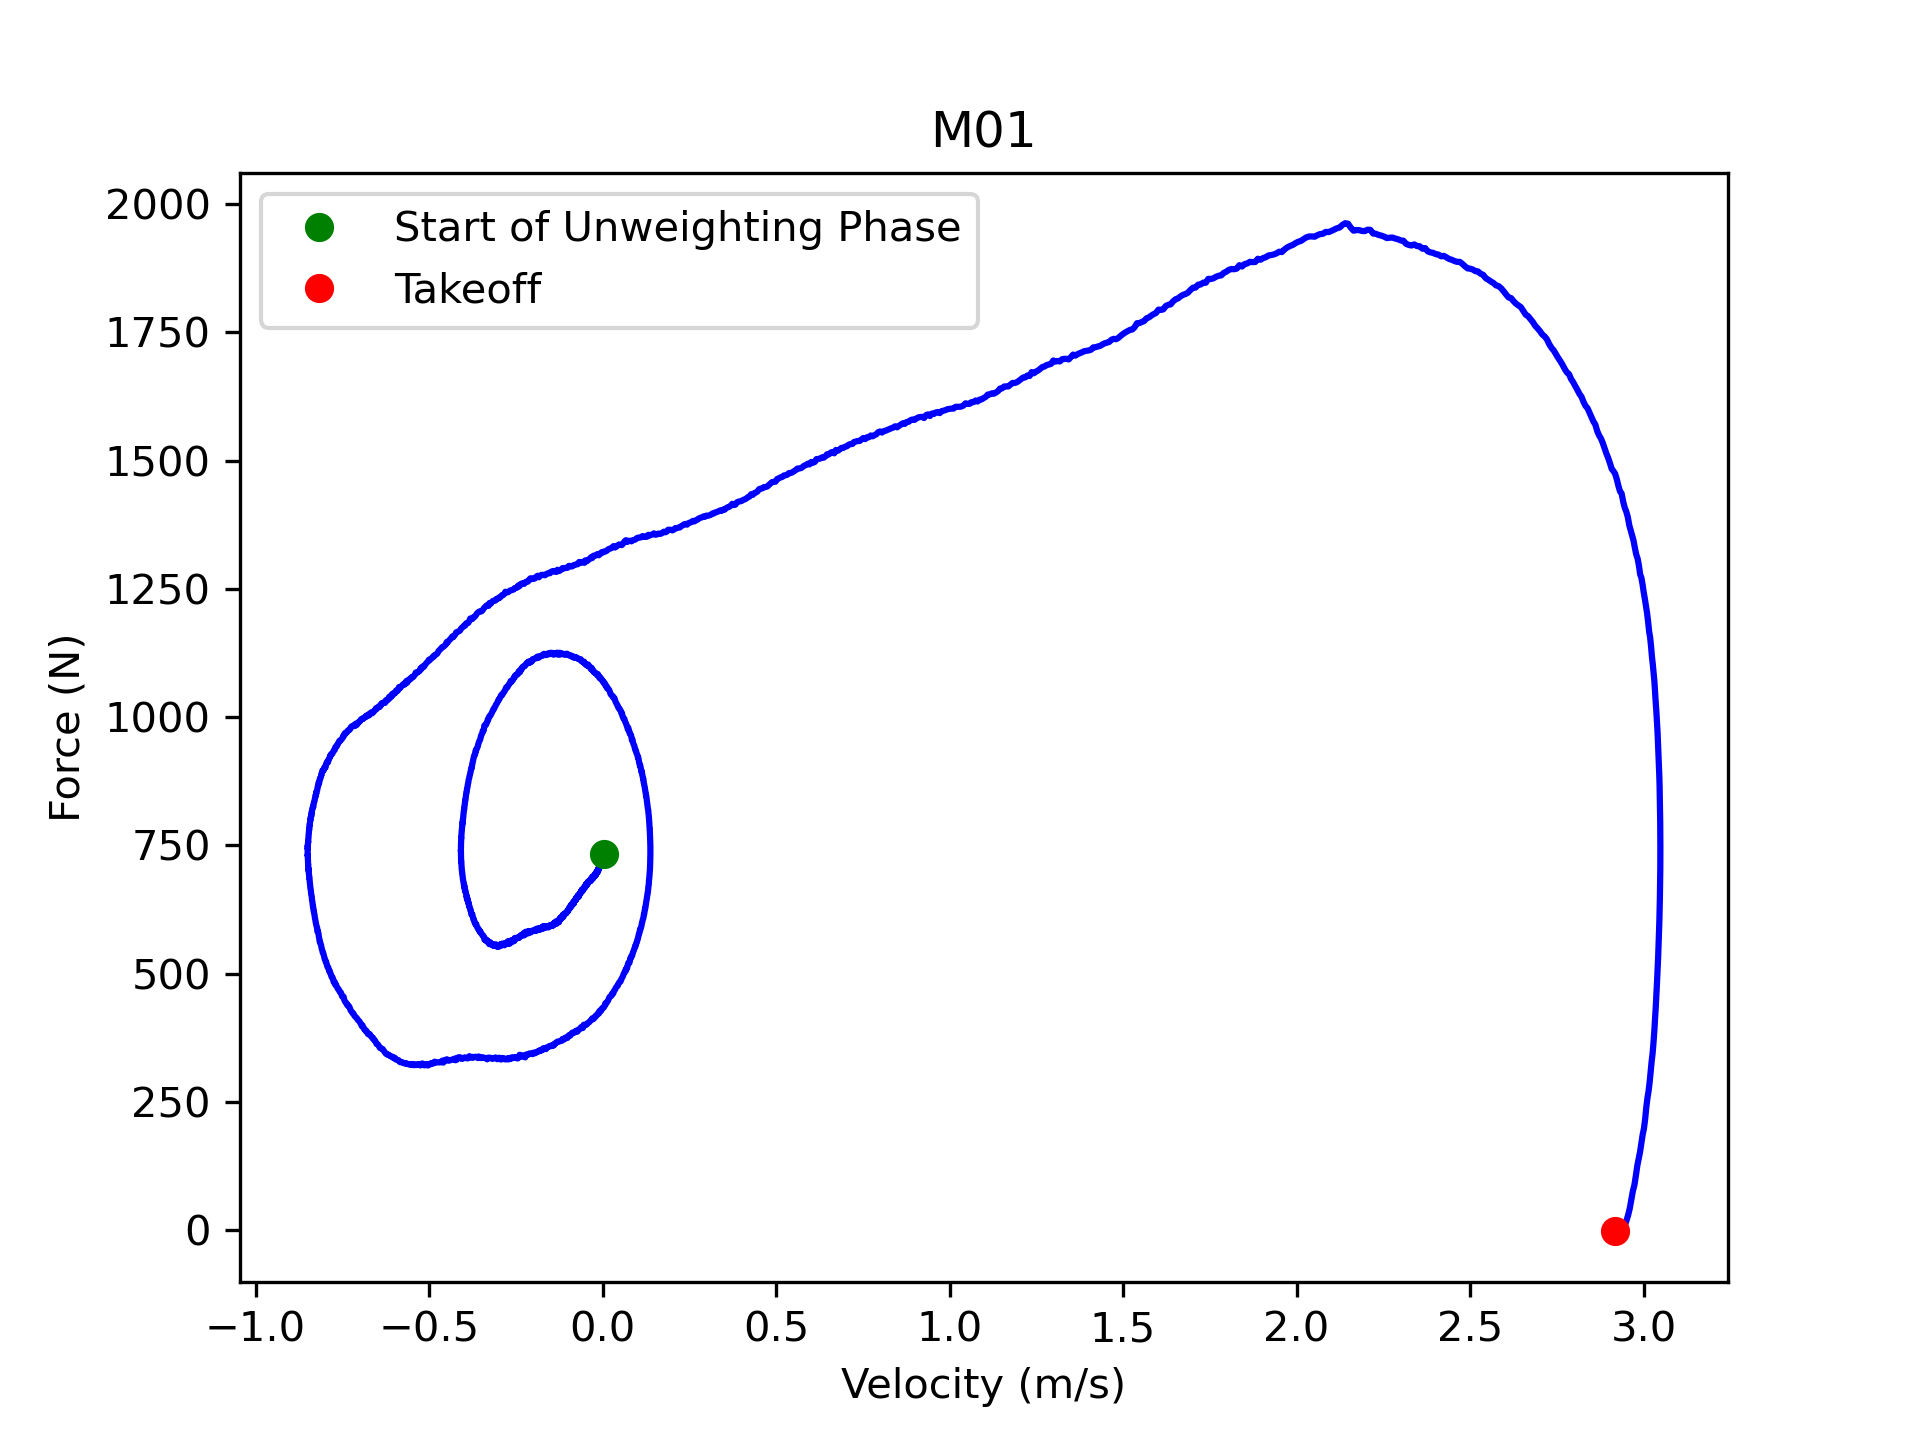 M01
Start of Unweighting Phase
Takeoff
2000
1750
1500
1250
1000
750
500
250
0
Force (N)
−1.0 −0.5 0.0 0.5 1.0 1.5 2.0 2.5 3.0
Velocity (m/s)